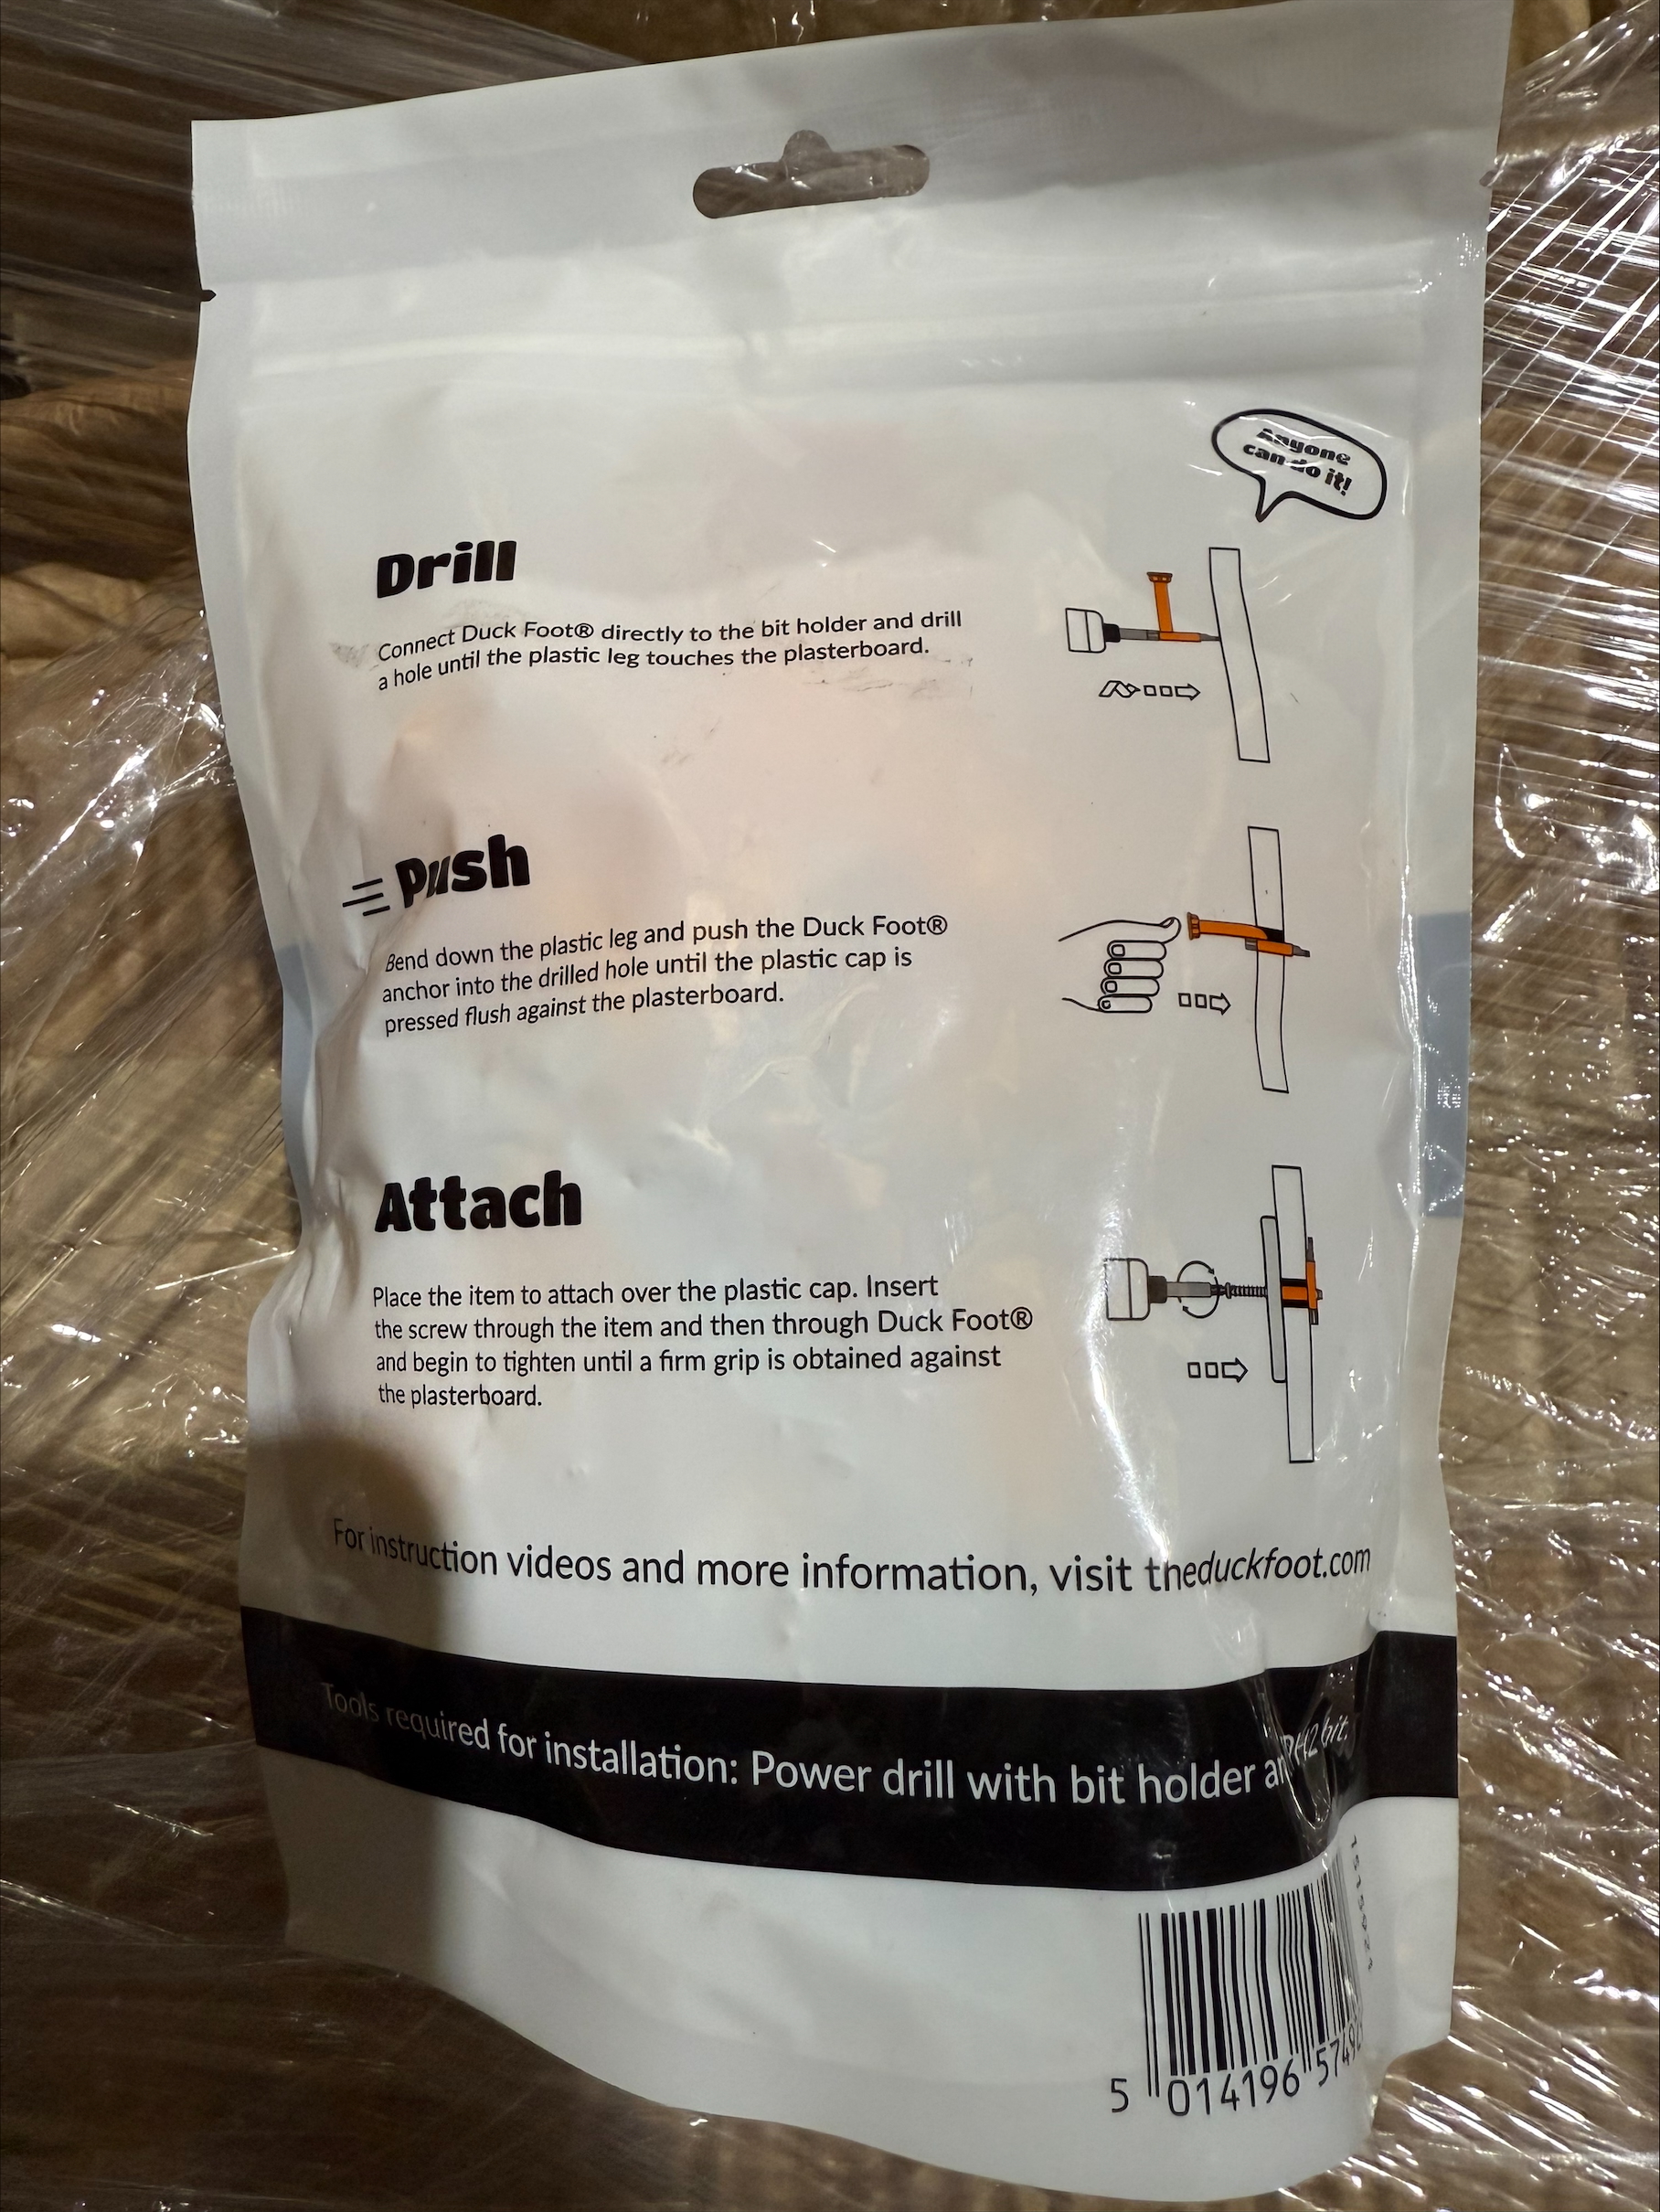 Anyone
can do it!
Drill
Connect Duck Foot® directly to the bit holder and drill
a hole until the plastic leg touches the plasterboard.
Push
Bend down the plastic leg and push the Duck Foot®
anchor into the drilled hole until the plastic cap is
pressed flush against the plasterboard.
Attach
Place the item to attach over the plastic cap. Insert
the screw through the item and then through Duck Foot®
and begin to tighten until a firm grip is obtained against
the plasterboard.
For instruction videos and more information, visit theduckfoot.com
Tools required for installation: Power drill with bit holder an PH2 bit.
5 014196